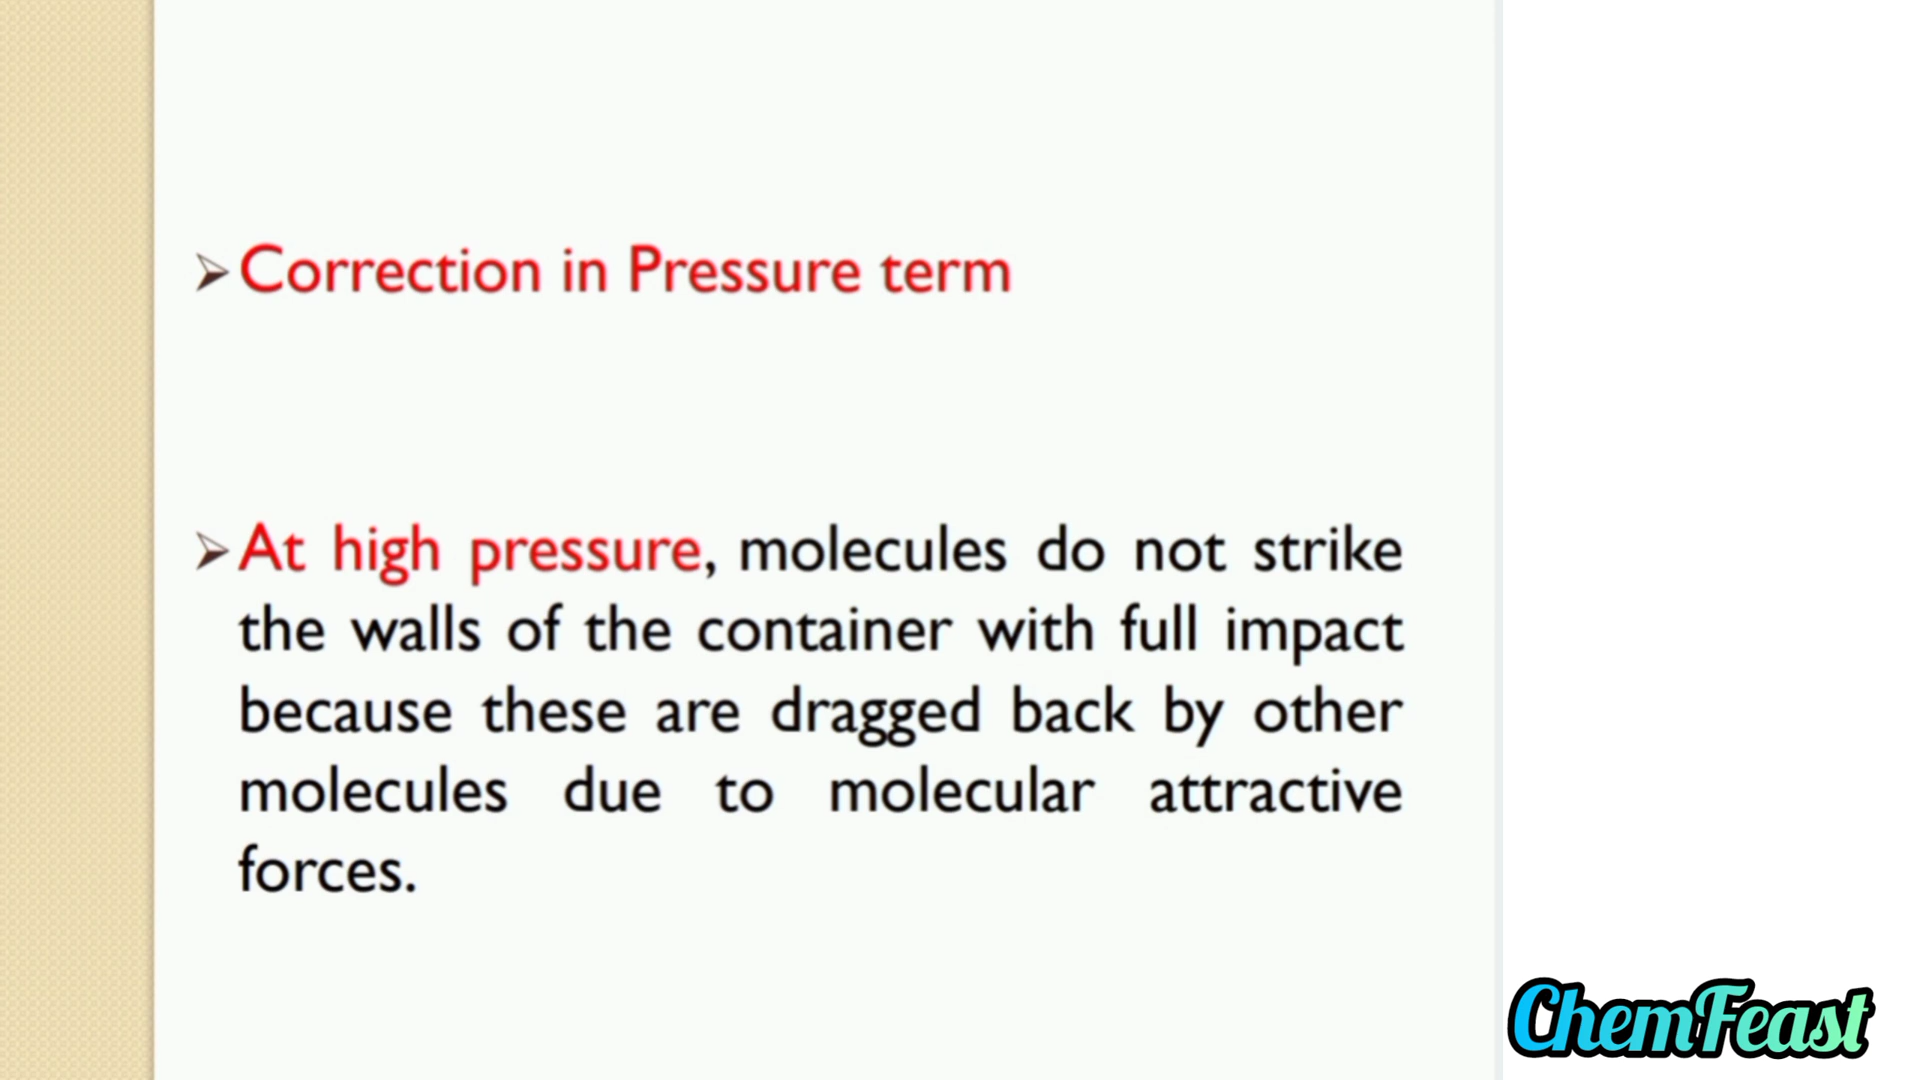 Correction in Pressure term
At high pressure, molecules do not strike
the walls of the container with full impact
because these are dragged back by other
molecules due to molecular attractive
forces.
ChemFeast